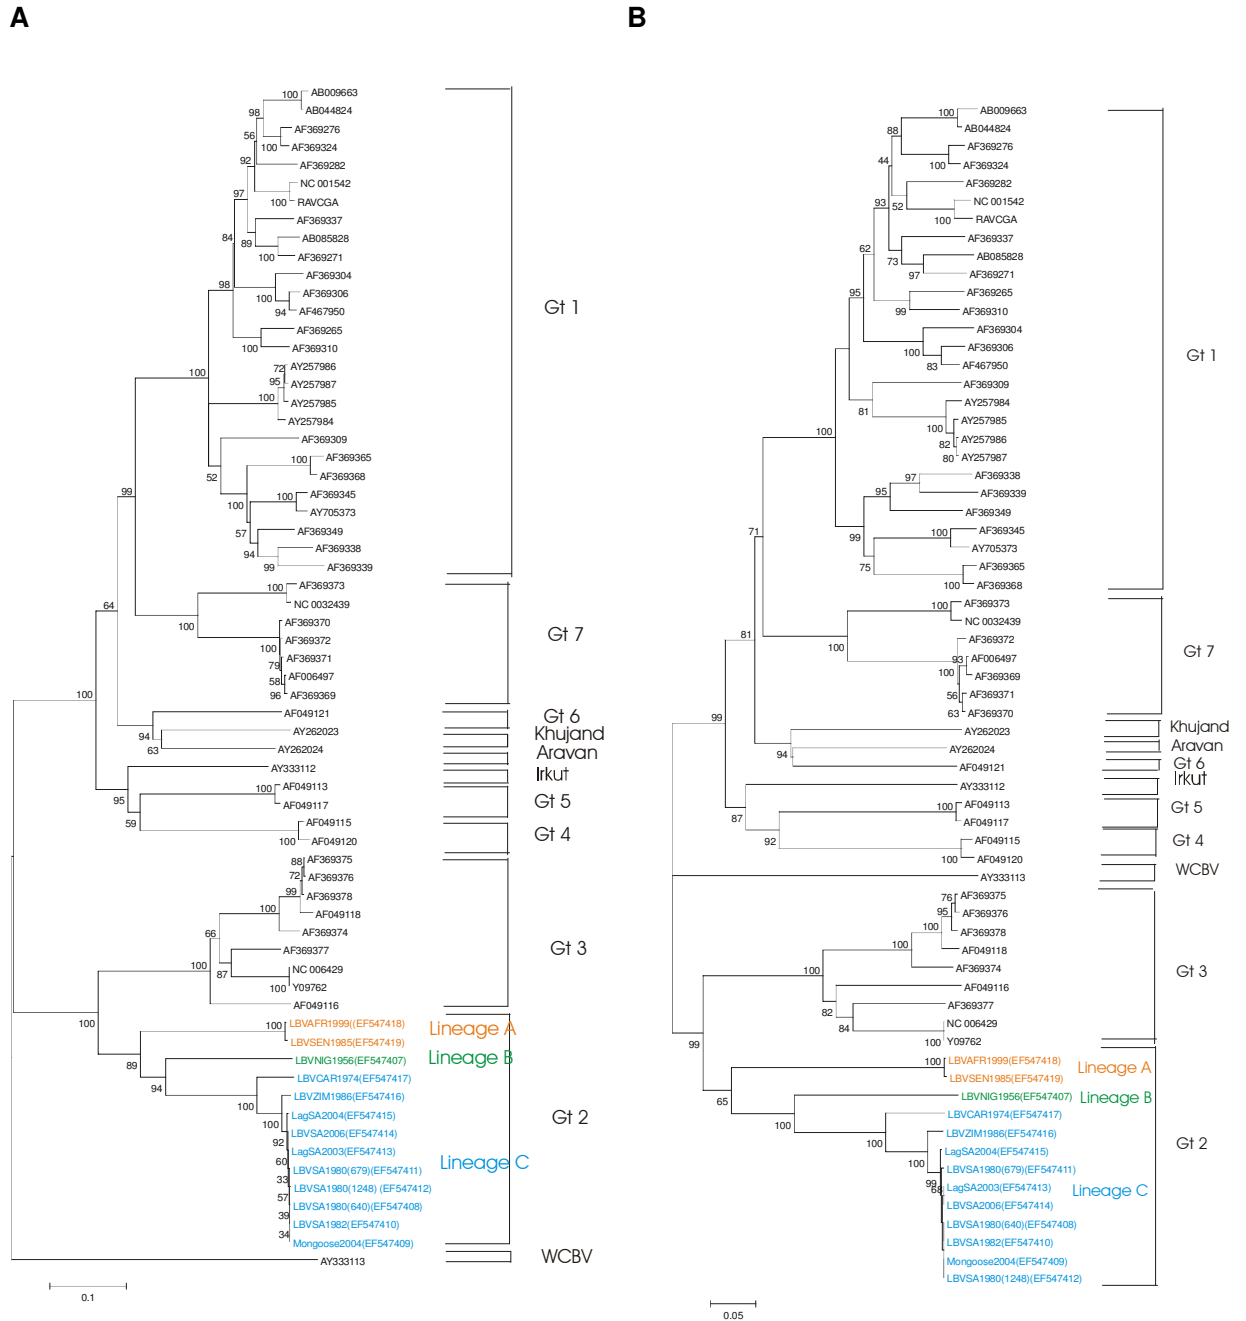 A
B
100 AB009663
AB044824
98
AF369276
56
100 AF369324
92
AF369282
NC 001542
100 RAVCGA
97
AF369337
84
AB085828
89
100 AF369271
AF369304
98
AF369306
100
94 AF467950
AF369265
100 AF369310
Gt 1
72 AY257986
100
95 AY257987
100 AY257985
AY257984
AF369309
100 AF369365
52
AF369368
100
100 AF369345
AY705373
99
57
AF369349
94
AF369338
99 AF369339
100 AF369373
NC 0032439
64
100
AF369370
AF369372
100
AF369371
79
AF006497
58
96 AF369369
Gt 7
100
AF049121
Gt 6
94
AY262023
Khujand
63
AY262024
Aravan
AY333112
Irkut
95
100 AF049113
AF049117
Gt 5
59
AF049115
100 AF049120
Gt 4
88 AF369375
72 AF369376
99 AF369378
100
AF049118
AF369374
66
AF369377
100
87
NC 006429
100 Y09762
AF049116
Gt 3
100
100 LBVAFR1999((EF547418)
LBVSEN1985(EF547419)
Lineage A
89
LBVNIG1956(EF547407)
Lineage B
94
LBVCAR1974(EF547417)
100
LBVZIM1986(EF547416)
100
LagSA2004(EF547415)
LBVSA2006(EF547414)
92
LagSA2003(EF547413)
60
LBVSA1980(679)(EF547411)
33
LBVSA1980(1248) (EF547412)
57
LBVSA1980(640)(EF547408)
39
LBVSA1982(EF547410)
34
Mongoose2004(EF547409)
Lineage C
Gt 2
AY333113
WCBV
0.1
100 AB009663
AB044824
88
AF369276
100 AF369324
44
AF369282
NC 001542
52
100 RAVCGA
93
AF369337
62
AB085828
73
97 AF369271
AF369265
95
99 AF369310
AF369304
AF369306
100
83 AF467950
Gt 1
AF369309
81
AY257984
AY257985
100
AY257986
82
80 AY257987
100
97 AF369338
95
AF369339
AF369349
99
100 AF369345
AY705373
71
75
AF369365
100 AF369368
100 AF369373
NC 0032439
81
100
AF369372
93 AF006497
100 AF369369
AF369371
56
63 AF369370
Gt 7
99
AY262023
Khujand
AY262024
Aravan
94
AF049121
Gt 6
AY333112
Irkut
87
100 AF049113
AF049117
Gt 5
92
AF049115
100 AF049120
Gt 4
AY333113
WCBV
76 AF369375
95 AF369376
100 AF369378
100
AF049118
AF369374
100
AF049116
82
AF369377
84
NC 006429
100 Y09762
Gt 3
99
100 LBVAFR1999(EF547418)
LBVSEN1985(EF547419)
Lineage A
65
LBVNIG1956(EF547407)
Lineage B
100
LBVCAR1974(EF547417)
100
LBVZIM1986(EF547416)
100
LagSA2004(EF547415)
LBVSA1980(679)(EF547411)
99
68 LagSA2003(EF547413)
LBVSA2006(EF547414)
LBVSA1980(640)(EF547408)
LBVSA1982(EF547410)
Mongoose2004(EF547409)
LBVSA1980(1248)(EF547412)
Lineage C
Gt 2
0.05